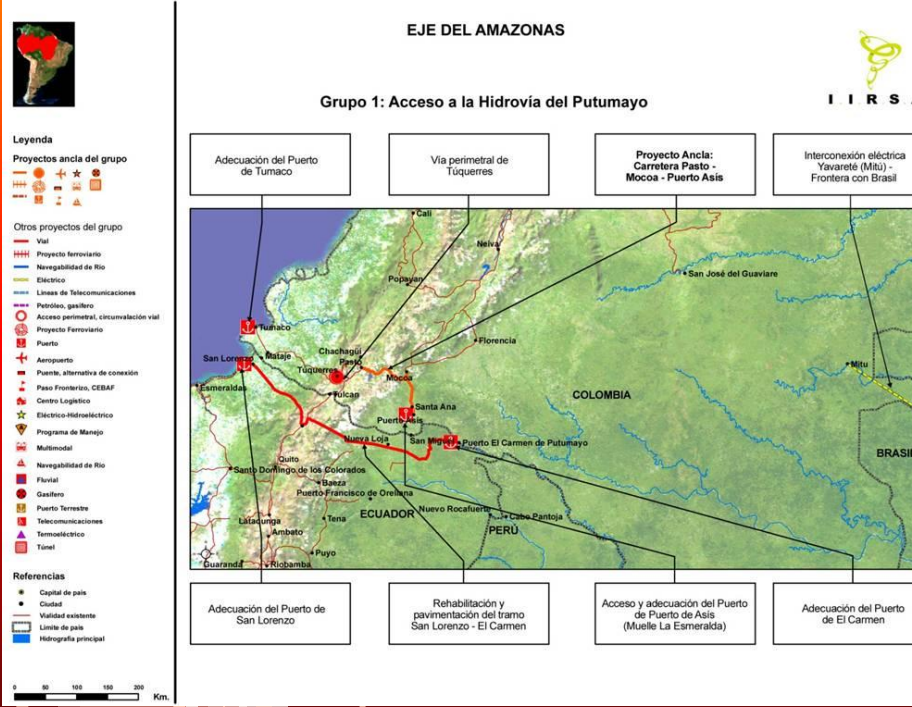 EJE DEL AMAZONAS
I I R S
Grupo 1: Acceso a la Hidrovía del Putumayo
Leyenda
Proyectos ancla del grupo
Otros proyectos del grupo
Vial
Proyecto ferroviario
Navegabilidad de Río
Eléctrico
Líneas de Telecomunicaciones
Petróleo, gasífero
Acceso perimetral, circunvalación vial
Proyecto Ferroviario
Puerto
Aeropuerto
Puente, alternativa de conexión
Paso Fronterizo, CEBAF
Centro Logístico
Eléctrico-Hidroeléctrico
Programa de Manejo
Multimodal
Navegabilidad de Río
Fluvial
Gasífero
Puerto Terrestre
Telecomunicaciones
Termoeléctrico
Túnel
Referencias
Capital de país
Ciudad
Vialidad existente
Límite de país
Hidrografía principal
0 50 100 150 200 Km.
Adecuación del Puerto
de Tumaco
Vía perimetral de
Túquerres
Proyecto Ancla:
Carretera Pasto -
Mocoa - Puerto Asís
Interconexión eléctrica
Yavareté (Mitú) -
Frontera con Brasil
Cali
Neiva
Popayan
San José del Guaviare
Tumaco
Florencia
San Lorenzo
Mataje
Chachagüí
Pasto
Túquerres
Mocoa
Mitu
Esmeraldas
Tulcan
COLOMBIA
Santa Ana
Puerto Asis
Nueva Loja
San Miguel
Puerto El Carmen de Putumayo
BRASIL
Quito
Santo Domingo de los Colorados
Baeza
Puerto Francisco de Orellana
ECUADOR
Nuevo Rocafuerte
Cabo Pantoja
Latacunga
Tena
PERÚ
Ambato
Puyo
Guaranda
Riobamba
Adecuación del Puerto de
San Lorenzo
Rehabilitación y
pavimentación del tramo
San Lorenzo - El Carmen
Acceso y adecuación del Puerto
de Puerto de Asís
(Muelle La Esmeralda)
Adecuación del Puerto
de El Carmen